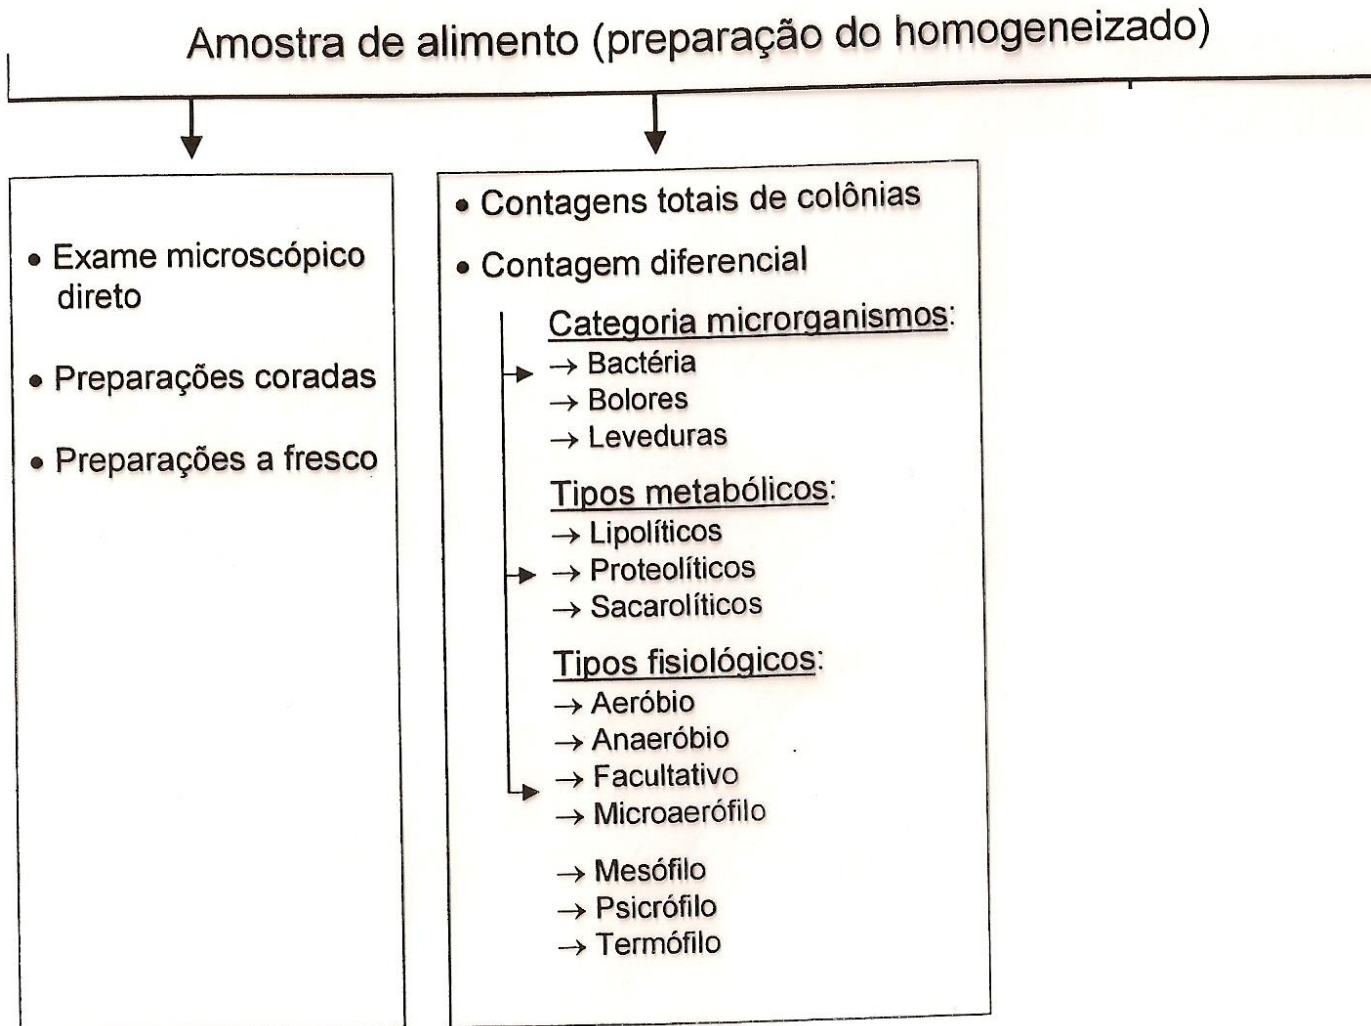 Amostra de alimento (preparação do homogeneizado)
• Exame microscópico
direto
• Preparações coradas
• Preparações a fresco
• Contagens totais de colônias
• Contagem diferencial
Categoria microrganismos:
→ Bactéria
→ Bolores
→ Leveduras
Tipos metabólicos:
→ Lipolíticos
→ Proteolíticos
→ Sacarolíticos
Tipos fisiológicos:
→ Aeróbio
→ Anaeróbio
→ Facultativo
→ Microaerófilo
→ Mesófilo
→ Psicrófilo
→ Termófilo